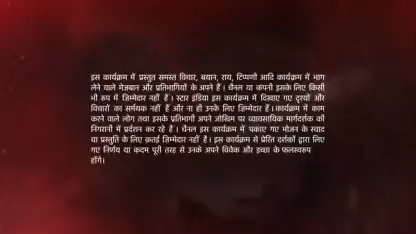 इस कार्यक्रम में प्रस्तुत समस्त विचार, बयान, राय, टिप्पणी आदि कार्यक्रम में भाग
लेने वाले मेज़बान और प्रतिभागियों के अपने हैं। चैनल या कंपनी इसके लिए किसी
भी रूप में ज़िम्मेदार नहीं हैं। स्टार इंडिया इस कार्यक्रम में दिखाए गए दृश्यों और
विचारों का समर्थक नहीं है और ना ही उनके लिए ज़िम्मेदार हैं। कार्यक्रम में काम
करने वाले लोग तथा इसके प्रतिभागी अपने जोखिम पर व्यावसायिक मार्गदर्शक की
निगरानी में प्रदर्शन कर रहे हैं। चैनल इस कार्यक्रम में पकाए गए भोजन के स्वाद
या प्रस्तुति के लिए क़तई ज़िम्मेदार नहीं है। इस कार्यक्रम से प्रेरित दर्शकों द्वारा लिए
गए निर्णय या क़दम पूरी तरह से उनके अपने विवेक और इच्छा के फलस्वरूप
होंगे।